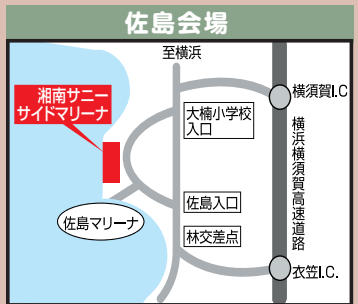 佐島会場
至横浜
湘南サニー
サイドマリーナ
横須賀I.C
大楠小学校
入口
横浜横須賀高速道路
佐島入口
佐島マリーナ
林交差点
衣笠I.C.